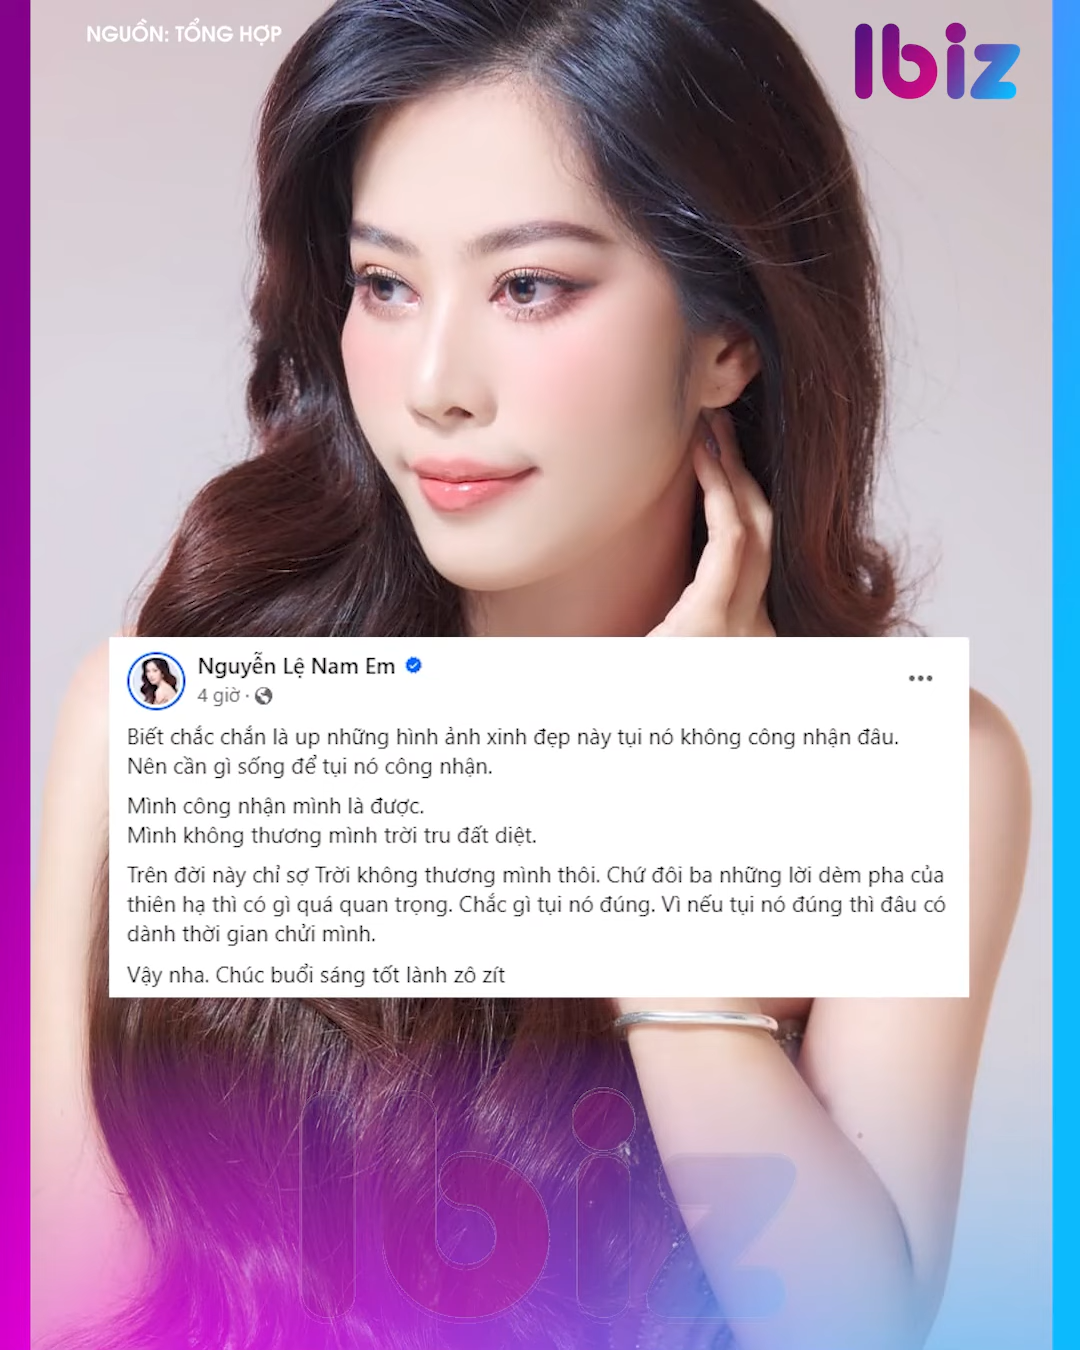 NGUỒN: TỔNG HỢP
Ibiz
Nguyễn Lệ Nam Em
4 giờ ·
Biết chắc chắn là up những hình ảnh xinh đẹp này tụi nó không công nhận đâu.
Nên cần gì sống để tụi nó công nhận.
Mình công nhận mình là được.
Mình không thương mình trời tru đất diệt.
Trên đời này chỉ sợ Trời không thương mình thôi. Chứ đôi ba những lời dèm pha của
thiên hạ thì có gì quá quan trọng. Chắc gì tụi nó đúng. Vì nếu tụi nó đúng thì đâu có
dành thời gian chửi mình.
Vậy nha. Chúc buổi sáng tốt lành zô zít
Ibiz